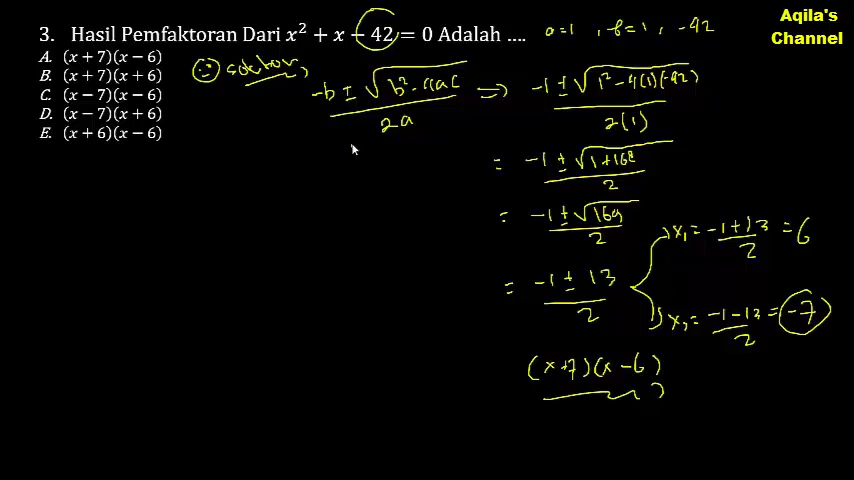 3. Hasil Pemfaktoran Dari x² + x − 42 = 0 Adalah ....
a=1 , b=1 , -42
Aqila's
Channel
A. (x + 7)(x − 6)
B. (x + 7)(x + 6)
C. (x − 7)(x − 6)
D. (x − 7)(x + 6)
E. (x + 6)(x − 6)
-b ± √(b² - 4ac) / 2a ⇒ -1 ± √(1² - 4(1)(-42)) / 2(1)
= -1 ± √(1+168) / 2
= -1 ± √169 / 2
= -1 ± 13 / 2
x₁ = -1+13 / 2 = 6
x₂ = -1-13 / 2 = -7
(x+7)(x-6)